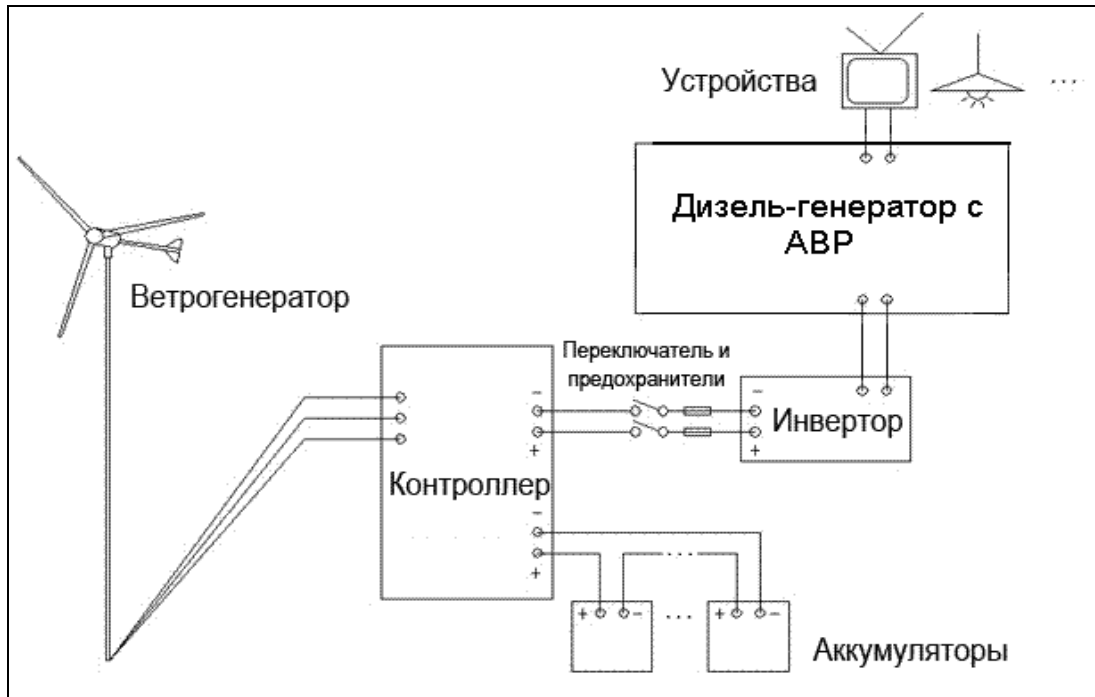 Устройства
...
Дизель-генератор с
АВР
Ветрогенератор
Переключатель и
предохранители
-
-
Инвертор
+
+
Контроллер
-
+
...
+ - ... + -
Аккумуляторы